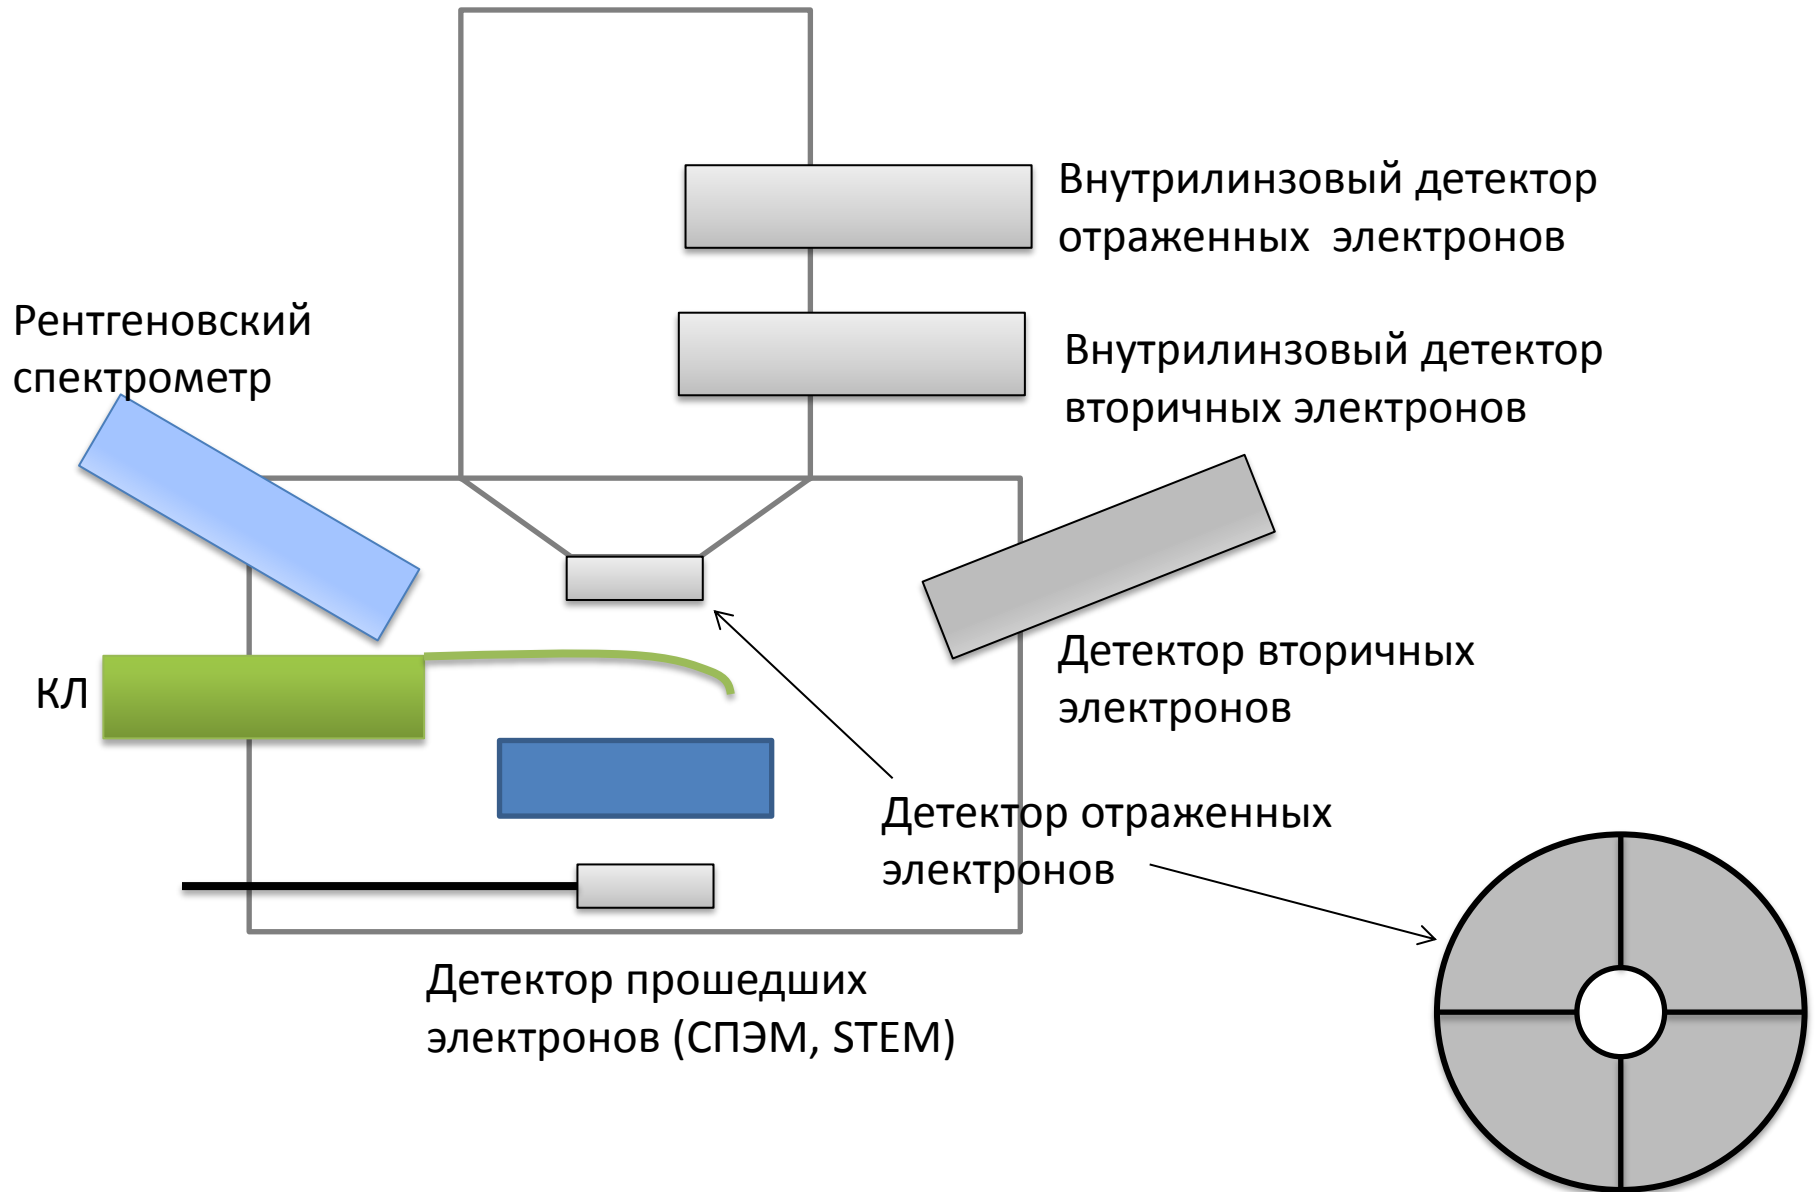 Внутрилинзовый детектор
отраженных электронов
Рентгеновский
спектрометр
Внутрилинзовый детектор
вторичных электронов
Детектор вторичных
электронов
КЛ
Детектор отраженных
электронов
Детектор прошедших
электронов (СПЭМ, STEM)